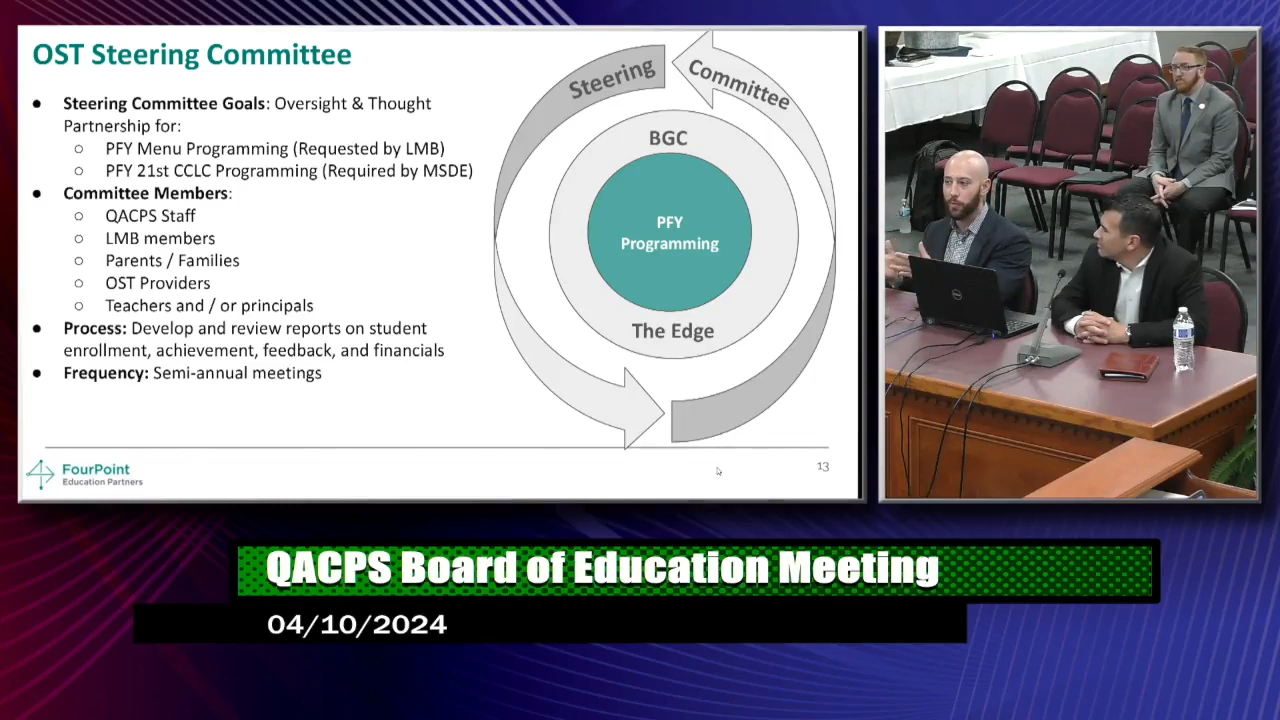 OST Steering Committee
● Steering Committee Goals: Oversight & Thought
Partnership for:
○ PFY Menu Programming (Requested by LMB)
○ PFY 21st CCLC Programming (Required by MSDE)
● Committee Members:
○ QACPS Staff
○ LMB members
○ Parents / Families
○ OST Providers
○ Teachers and / or principals
● Process: Develop and review reports on student
enrollment, achievement, feedback, and financials
● Frequency: Semi-annual meetings
Steering
Committee
BGC
PFY
Programming
The Edge
FourPoint
Education Partners
13
DELL
QACPS Board of Education Meeting
04/10/2024